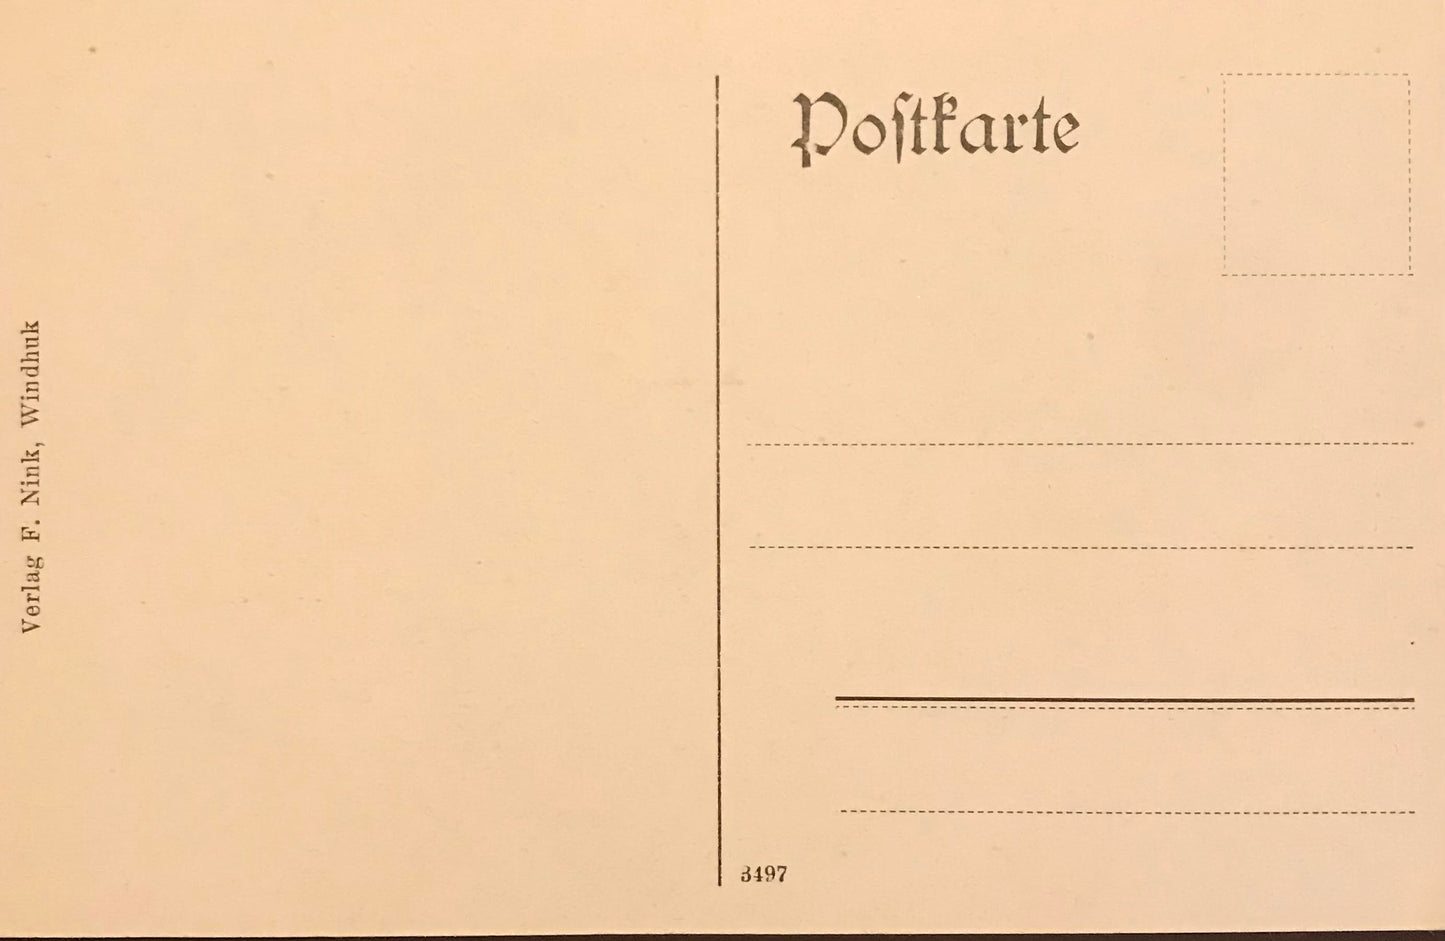 Verlag F. Nink, Windhuk
Poſtkarte
3497